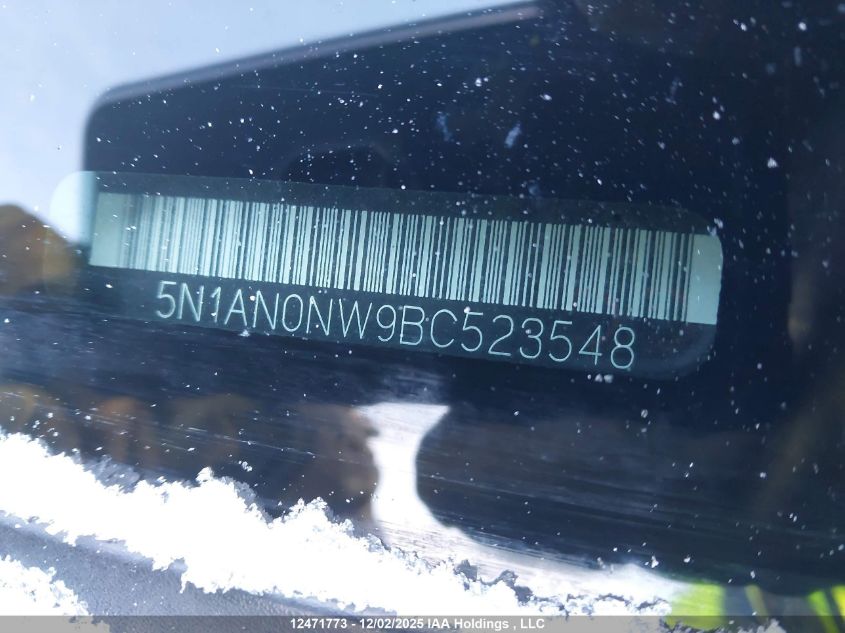 5N1AN0NW9BC523548
12471773 - 12/02/2025 IAA Holdings , LLC